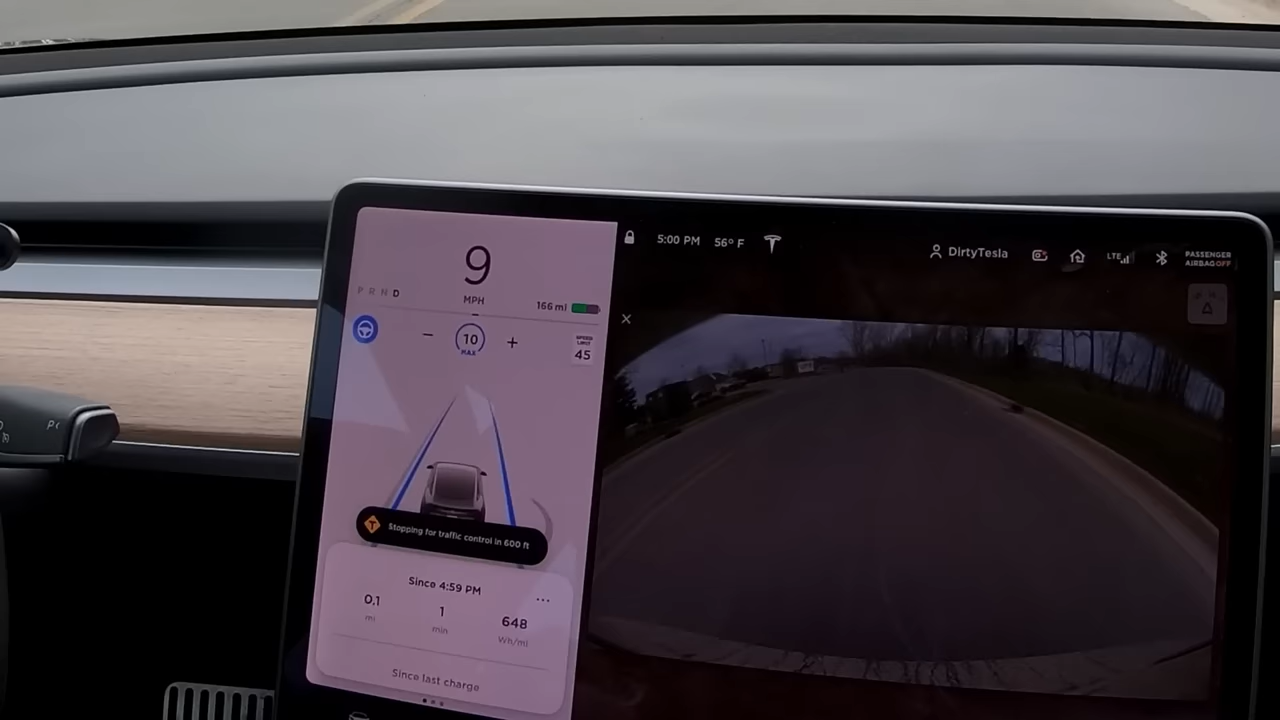 9
MPH
P R N D
166 mi
10
MAX
SPEED
LIMIT
45
Stopping for traffic control in 600 ft
Since 4:59 PM
...
0.1
mi
1
min
648
Wh/mi
Since last charge
5:00 PM
56° F
DirtyTesla
LTE
PASSENGER
AIRBAG OFF
P